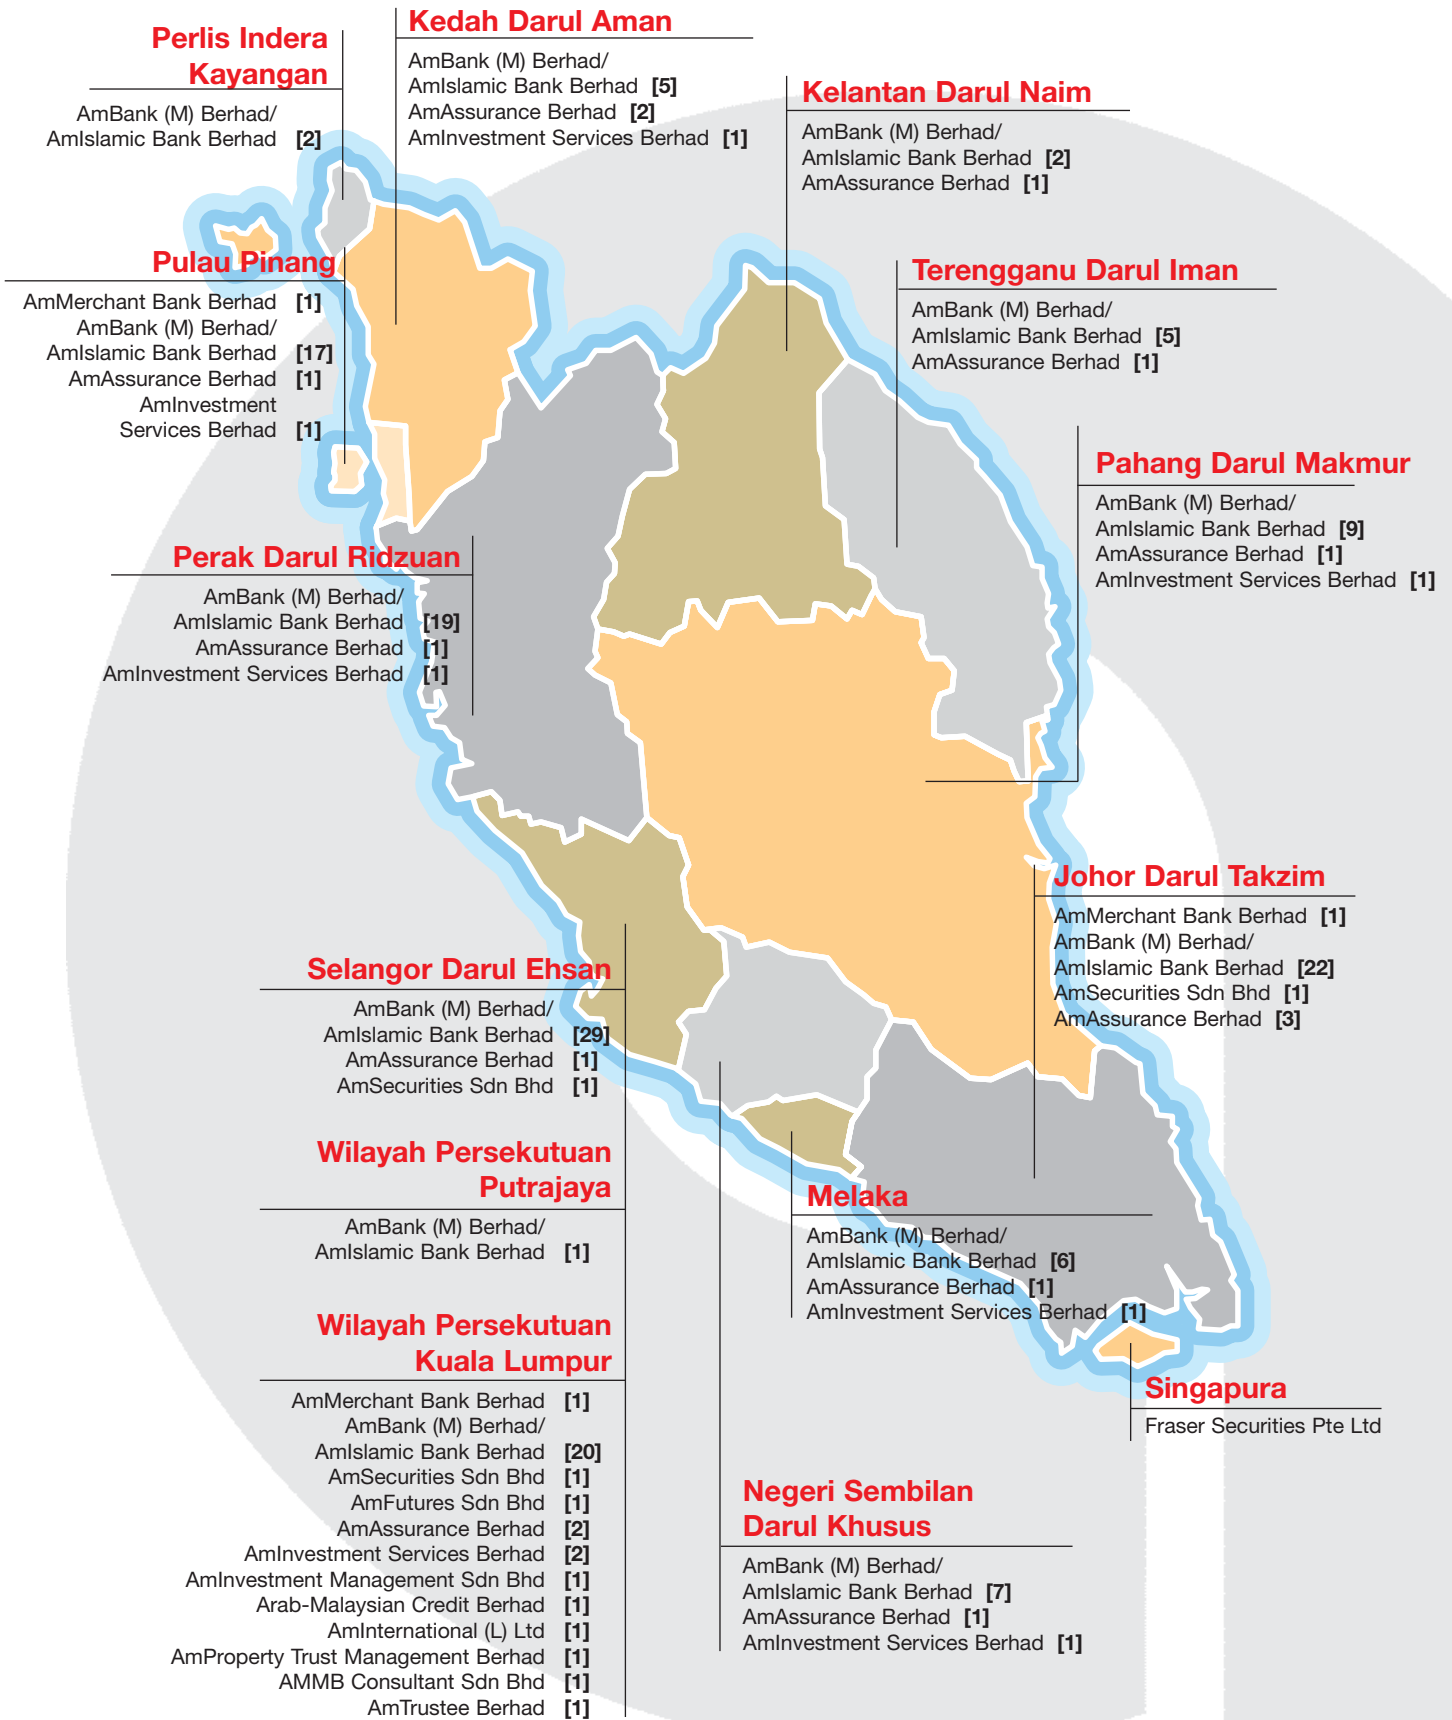 Perlis Indera
Kayangan
AmBank (M) Berhad/
AmIslamic Bank Berhad [2]
Kedah Darul Aman
AmBank (M) Berhad/
AmIslamic Bank Berhad [5]
AmAssurance Berhad [2]
AmInvestment Services Berhad [1]
Kelantan Darul Naim
AmBank (M) Berhad/
AmIslamic Bank Berhad [2]
AmAssurance Berhad [1]
Pulau Pinang
AmMerchant Bank Berhad [1]
AmBank (M) Berhad/
AmIslamic Bank Berhad [17]
AmAssurance Berhad [1]
AmInvestment
Services Berhad [1]
Terengganu Darul Iman
AmBank (M) Berhad/
AmIslamic Bank Berhad [5]
AmAssurance Berhad [1]
Pahang Darul Makmur
AmBank (M) Berhad/
AmIslamic Bank Berhad [9]
AmAssurance Berhad [1]
AmInvestment Services Berhad [1]
Perak Darul Ridzuan
AmBank (M) Berhad/
AmIslamic Bank Berhad [19]
AmAssurance Berhad [1]
AmInvestment Services Berhad [1]
Johor Darul Takzim
AmMerchant Bank Berhad [1]
AmBank (M) Berhad/
AmIslamic Bank Berhad [22]
AmSecurities Sdn Bhd [1]
AmAssurance Berhad [3]
Selangor Darul Ehsan
AmBank (M) Berhad/
AmIslamic Bank Berhad [29]
AmAssurance Berhad [1]
AmSecurities Sdn Bhd [1]
Wilayah Persekutuan
Putrajaya
AmBank (M) Berhad/
AmIslamic Bank Berhad [1]
Melaka
AmBank (M) Berhad/
AmIslamic Bank Berhad [6]
AmAssurance Berhad [1]
AmInvestment Services Berhad [1]
Wilayah Persekutuan
Kuala Lumpur
AmMerchant Bank Berhad [1]
AmBank (M) Berhad/
AmIslamic Bank Berhad [20]
AmSecurities Sdn Bhd [1]
AmFutures Sdn Bhd [1]
AmAssurance Berhad [2]
AmInvestment Services Berhad [2]
AmInvestment Management Sdn Bhd [1]
Arab-Malaysian Credit Berhad [1]
AmInternational (L) Ltd [1]
AmProperty Trust Management Berhad [1]
AMMB Consultant Sdn Bhd [1]
AmTrustee Berhad [1]
Singapura
Fraser Securities Pte Ltd
Negeri Sembilan
Darul Khusus
AmBank (M) Berhad/
AmIslamic Bank Berhad [7]
AmAssurance Berhad [1]
AmInvestment Services Berhad [1]